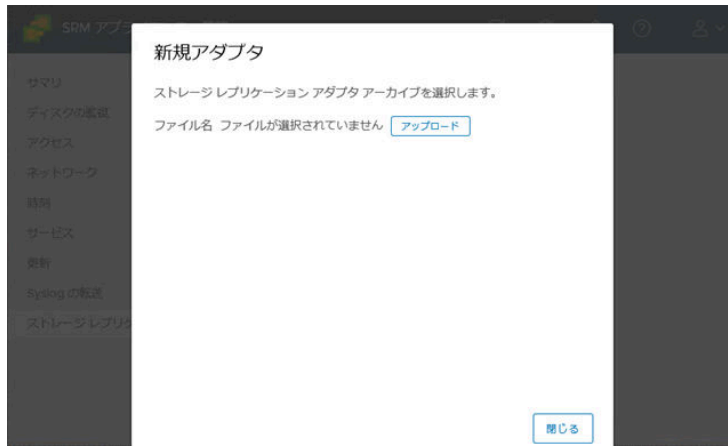 SRM アプラ
新規アダプタ
ストレージ レプリケーション アダプタ アーカイブを選択します。
ファイル名 ファイルが選択されていません アップロード
サマリ
ディスクの監視
アクセス
ネットワーク
時刻
サービス
更新
Syslog の転送
ストレージ レプリケ
閉じる